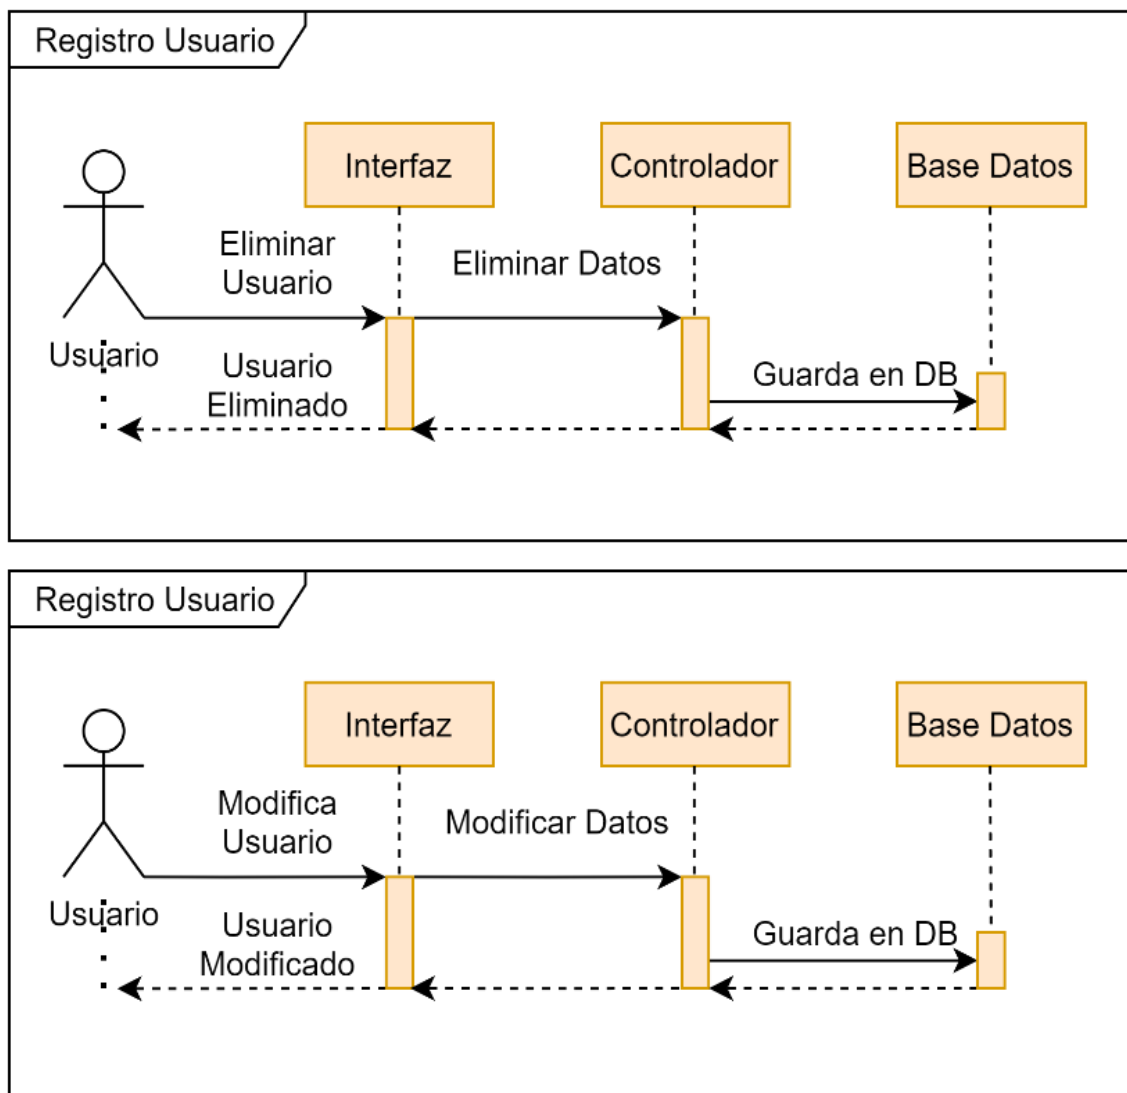 Registro Usuario
Interfaz
Controlador
Base Datos
Eliminar
Usuario
Eliminar Datos
Usuario
Usuario
Eliminado
Guarda en DB
Registro Usuario
Interfaz
Controlador
Base Datos
Modifica
Usuario
Modificar Datos
Usuario
Usuario
Modificado
Guarda en DB